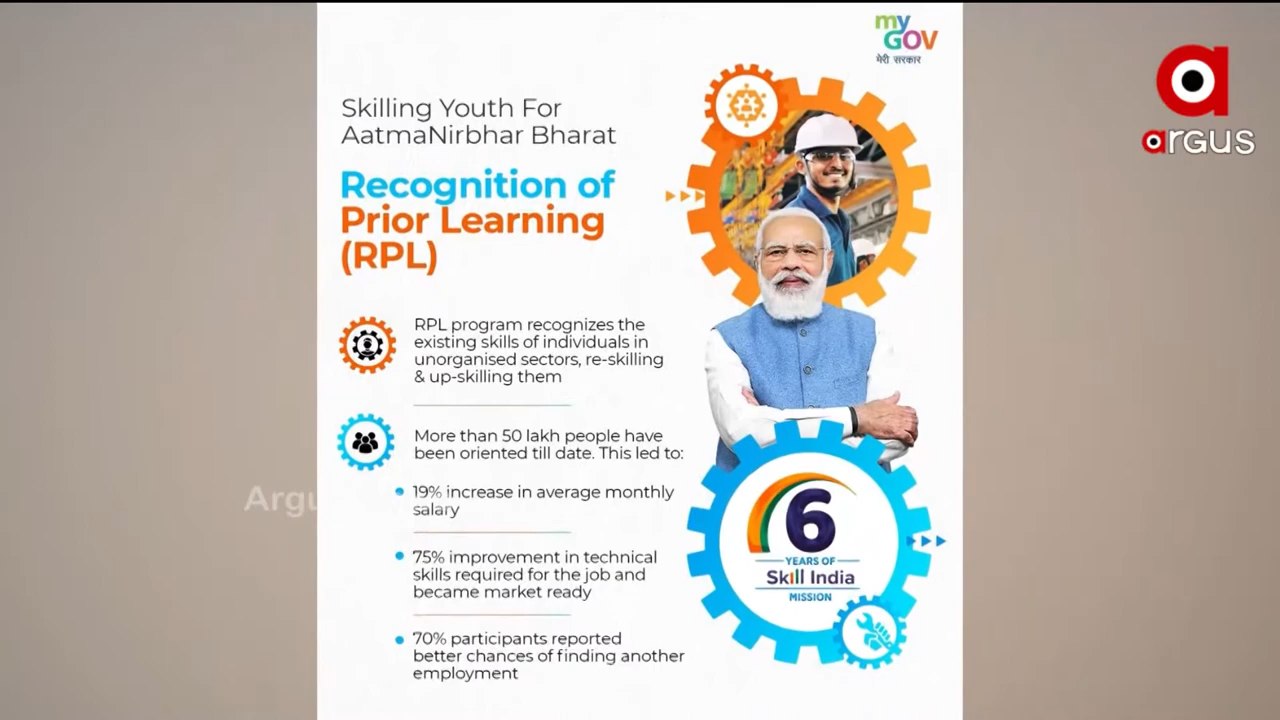 my
GOV
मेरी सरकार
argus
Skilling Youth For
AatmaNirbhar Bharat
Recognition of
Prior Learning
(RPL)
RPL program recognizes the
existing skills of individuals in
unorganised sectors, re-skilling
& up-skilling them
More than 50 lakh people have
been oriented till date. This led to:
19% increase in average monthly
salary
75% improvement in technical
skills required for the job and
became market ready
70% participants reported
better chances of finding another
employment
6
YEARS OF
Skill India
MISSION
Argu